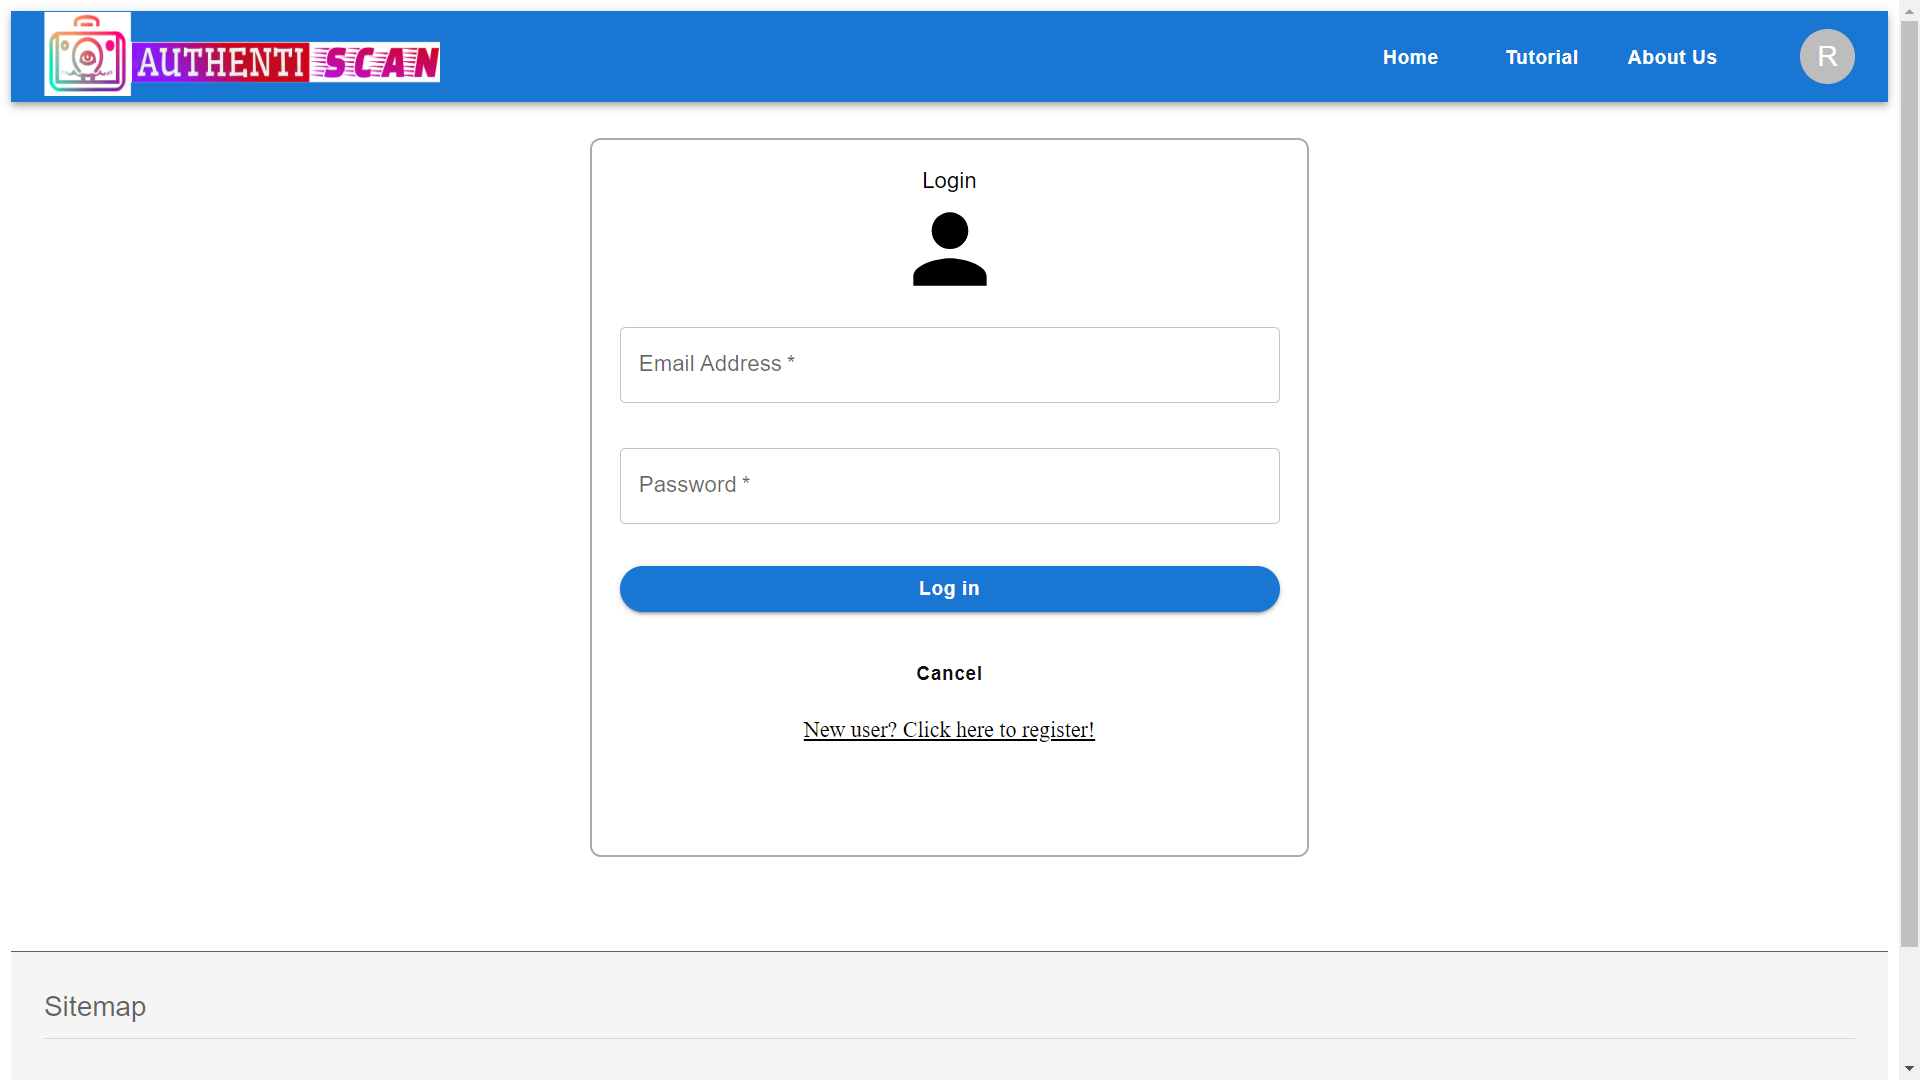 AUTHENTI SCAN
Home Tutorial About Us R
Login
Email Address *
Password *
Log in
Cancel
New user? Click here to register!
Sitemap